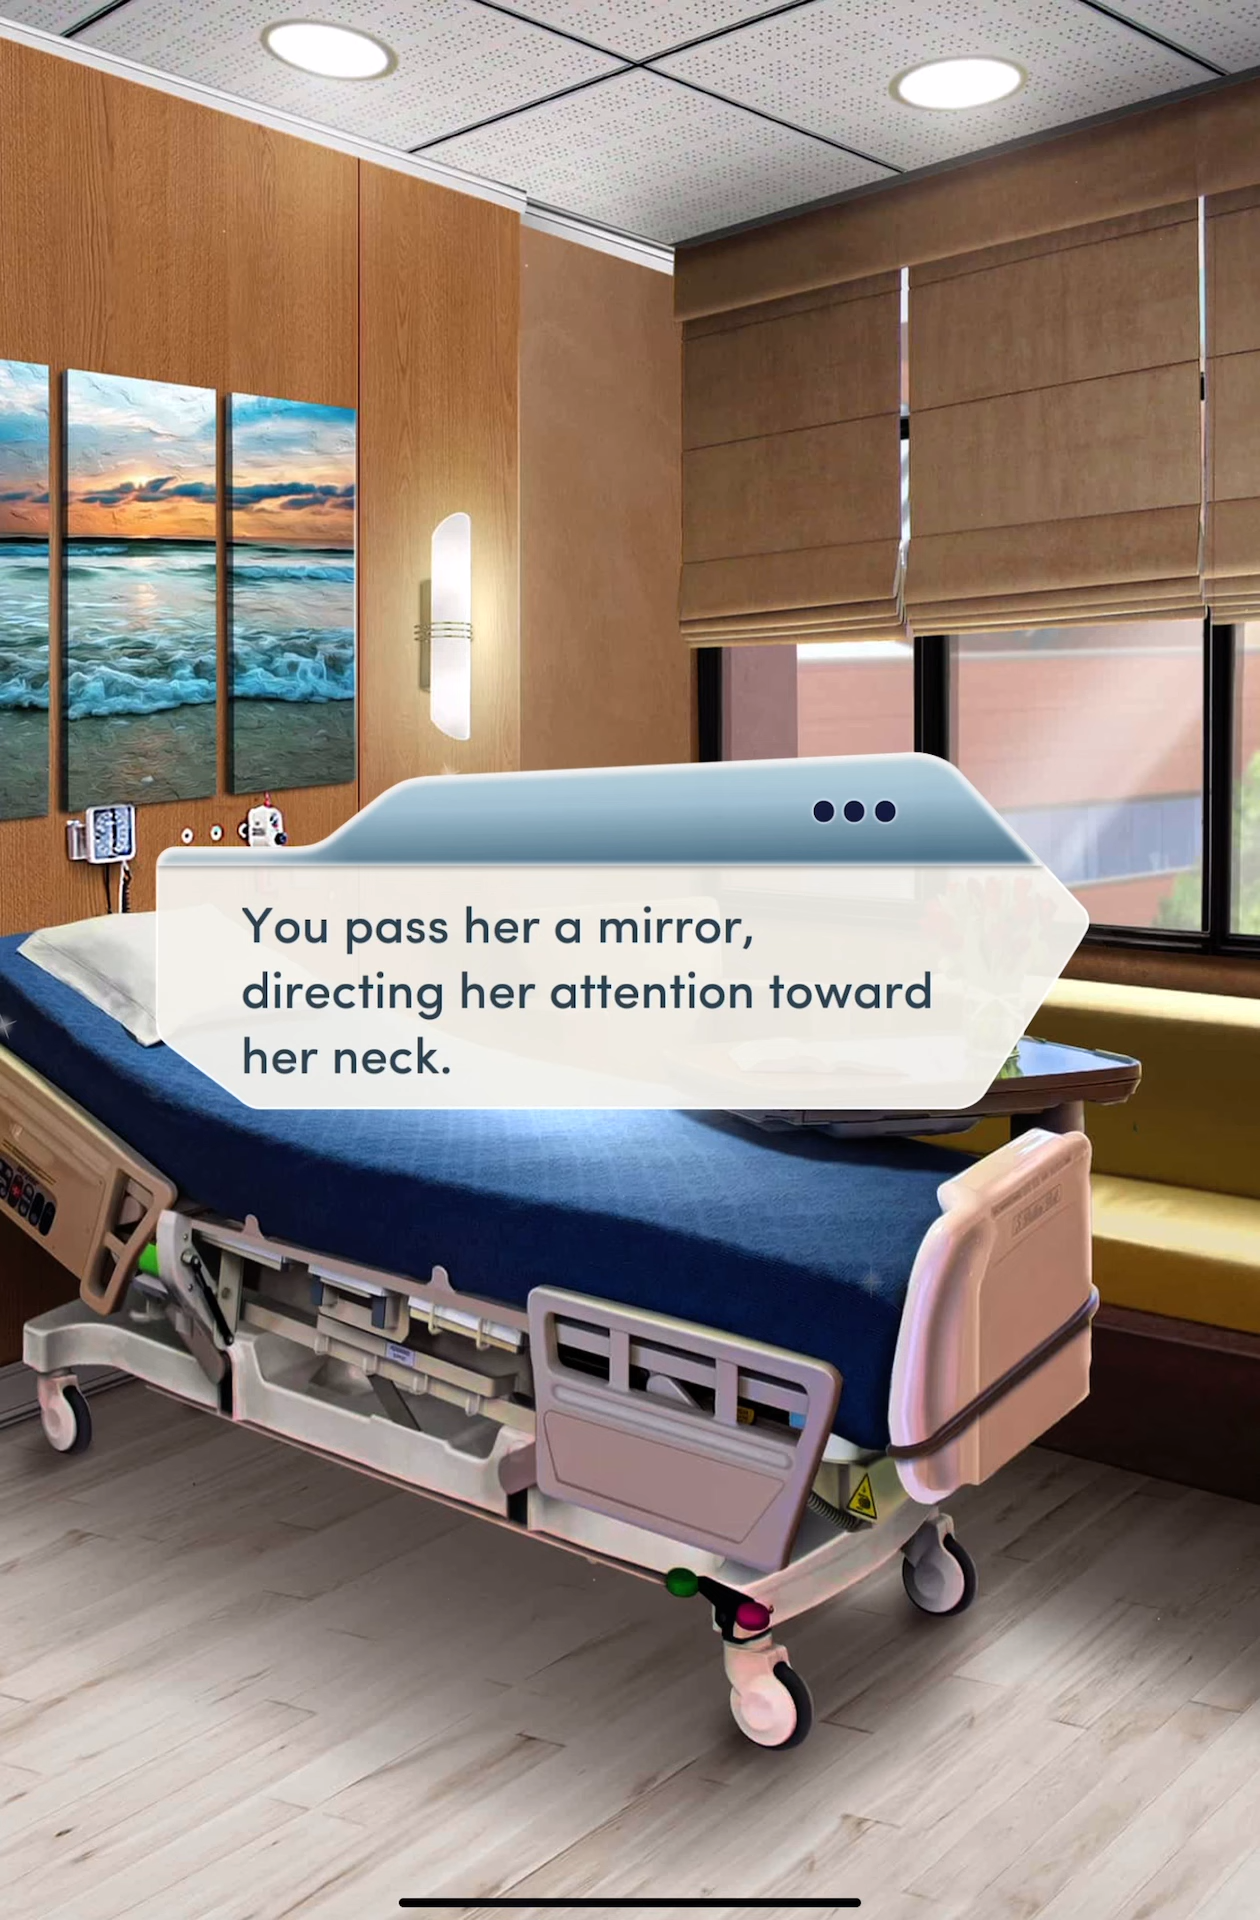 You pass her a mirror,
directing her attention toward
her neck.